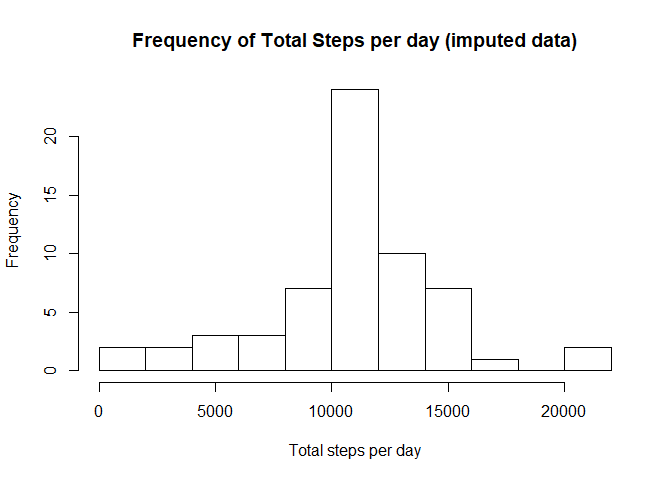 Frequency of Total Steps per day (imputed data)
Frequency
20
15
10
5
0
0 5000 10000 15000 20000
Total steps per day